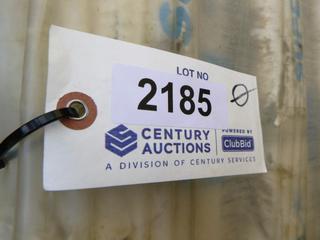 LOT NO
2185
CENTURY
AUCTIONS
POWERED BY
ClubBid
A DIVISION OF CENTURY SERVICES